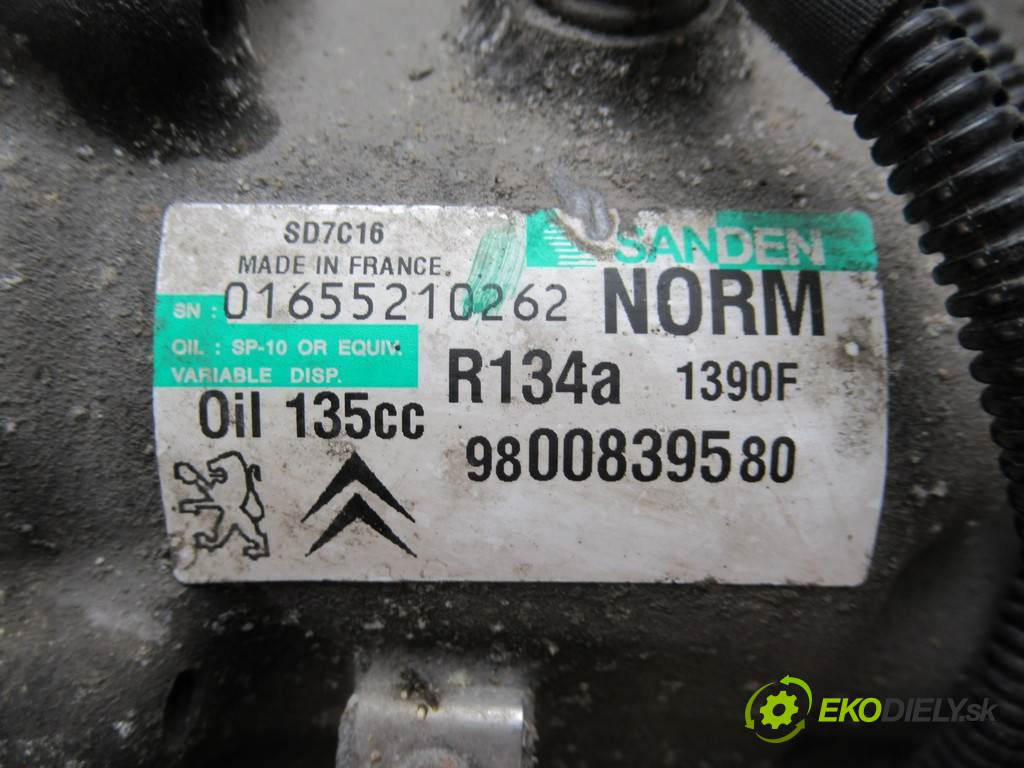 SD7C16
SANDEN
MADE IN FRANCE.
SN : 01655210262
NORM
OIL : SP-10 OR EQUIV.
VARIABLE DISP.
R134a 1390F
Oil 135cc
9800839580
EKODIELY.sk